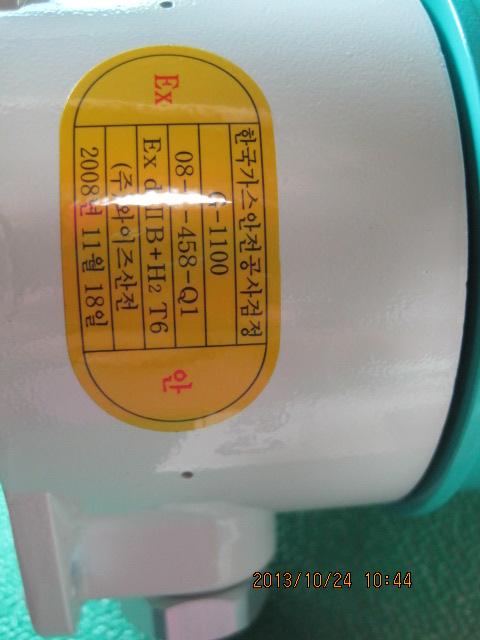 Ex
한국가스안전공사검정
G-1100
08- -458-Q1
Ex d ⅡB+H2 T6
(주)와이즈산전
2008년 11월 18일
안
2013/10/24 10:44